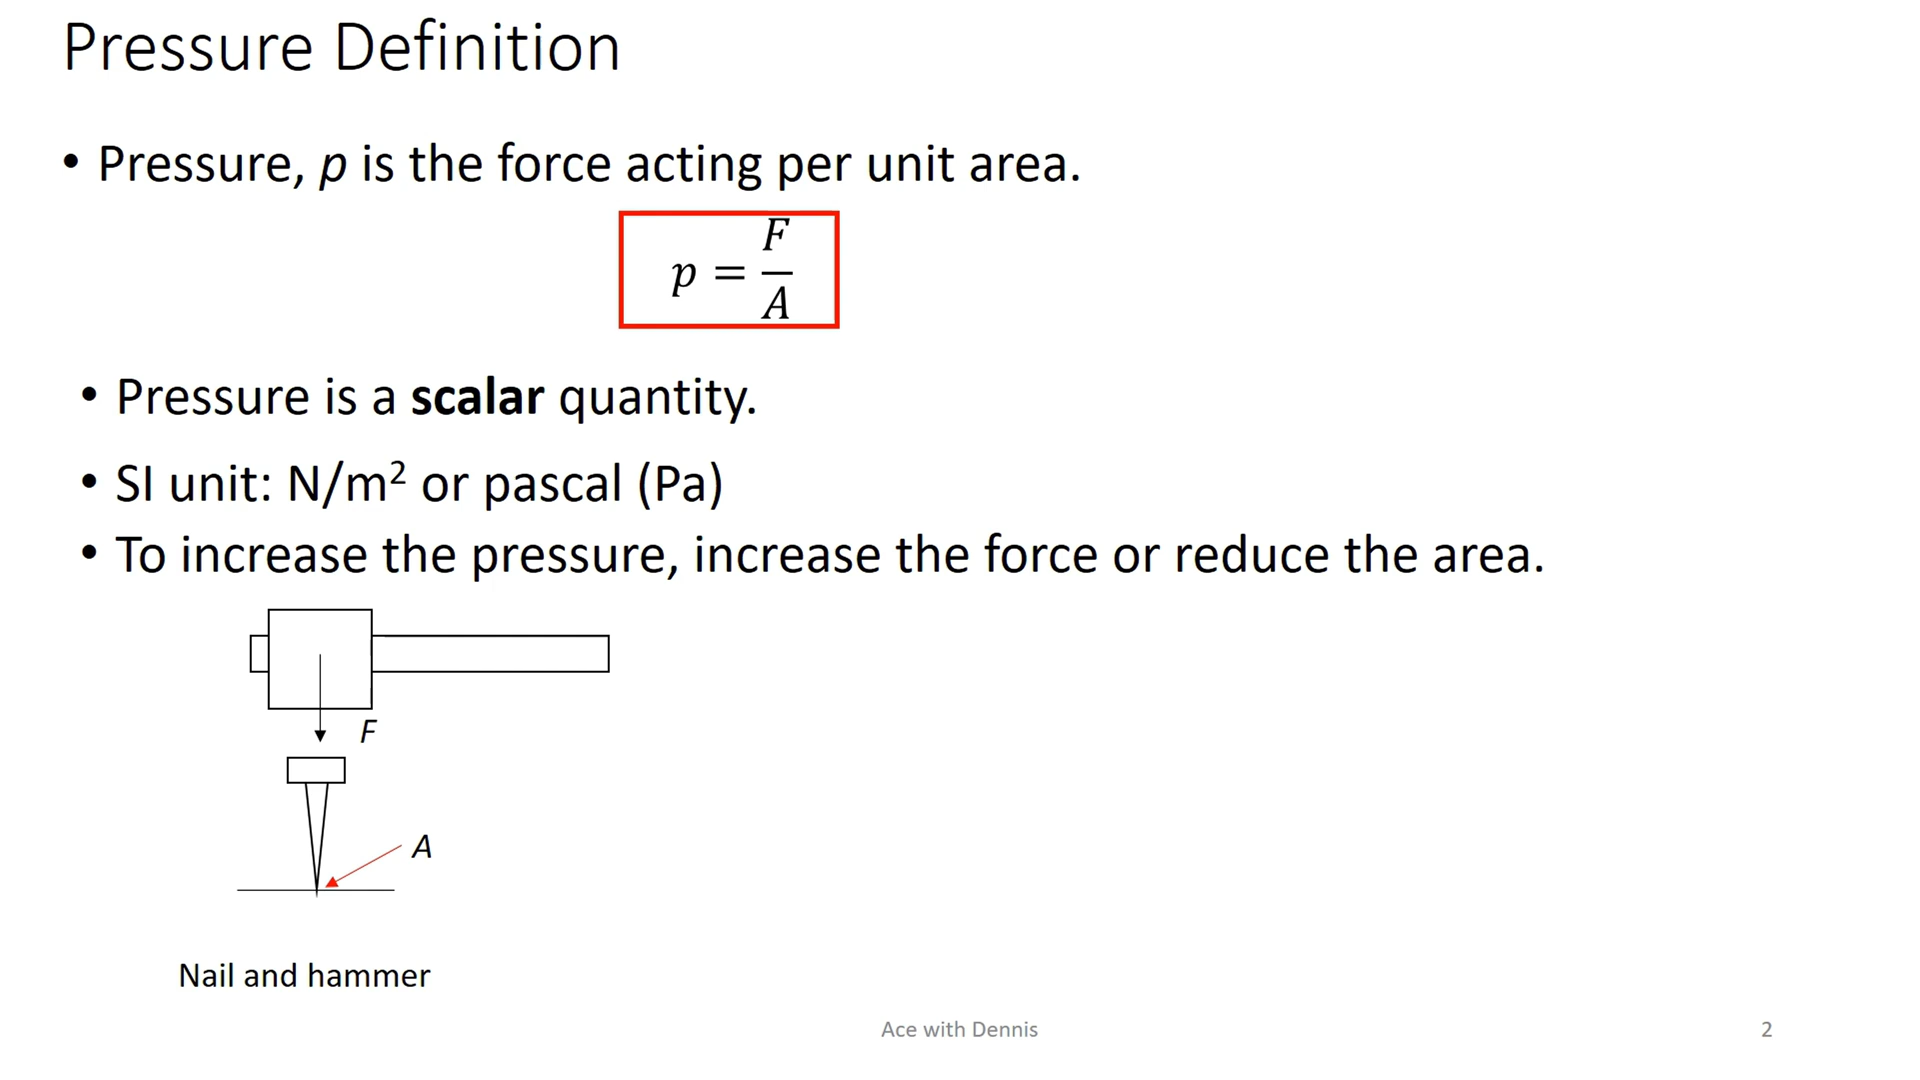 Pressure Definition
• Pressure, p is the force acting per unit area.
p = F/A
• Pressure is a scalar quantity.
• SI unit: N/m² or pascal (Pa)
• To increase the pressure, increase the force or reduce the area.
F
A
Nail and hammer
Ace with Dennis
2